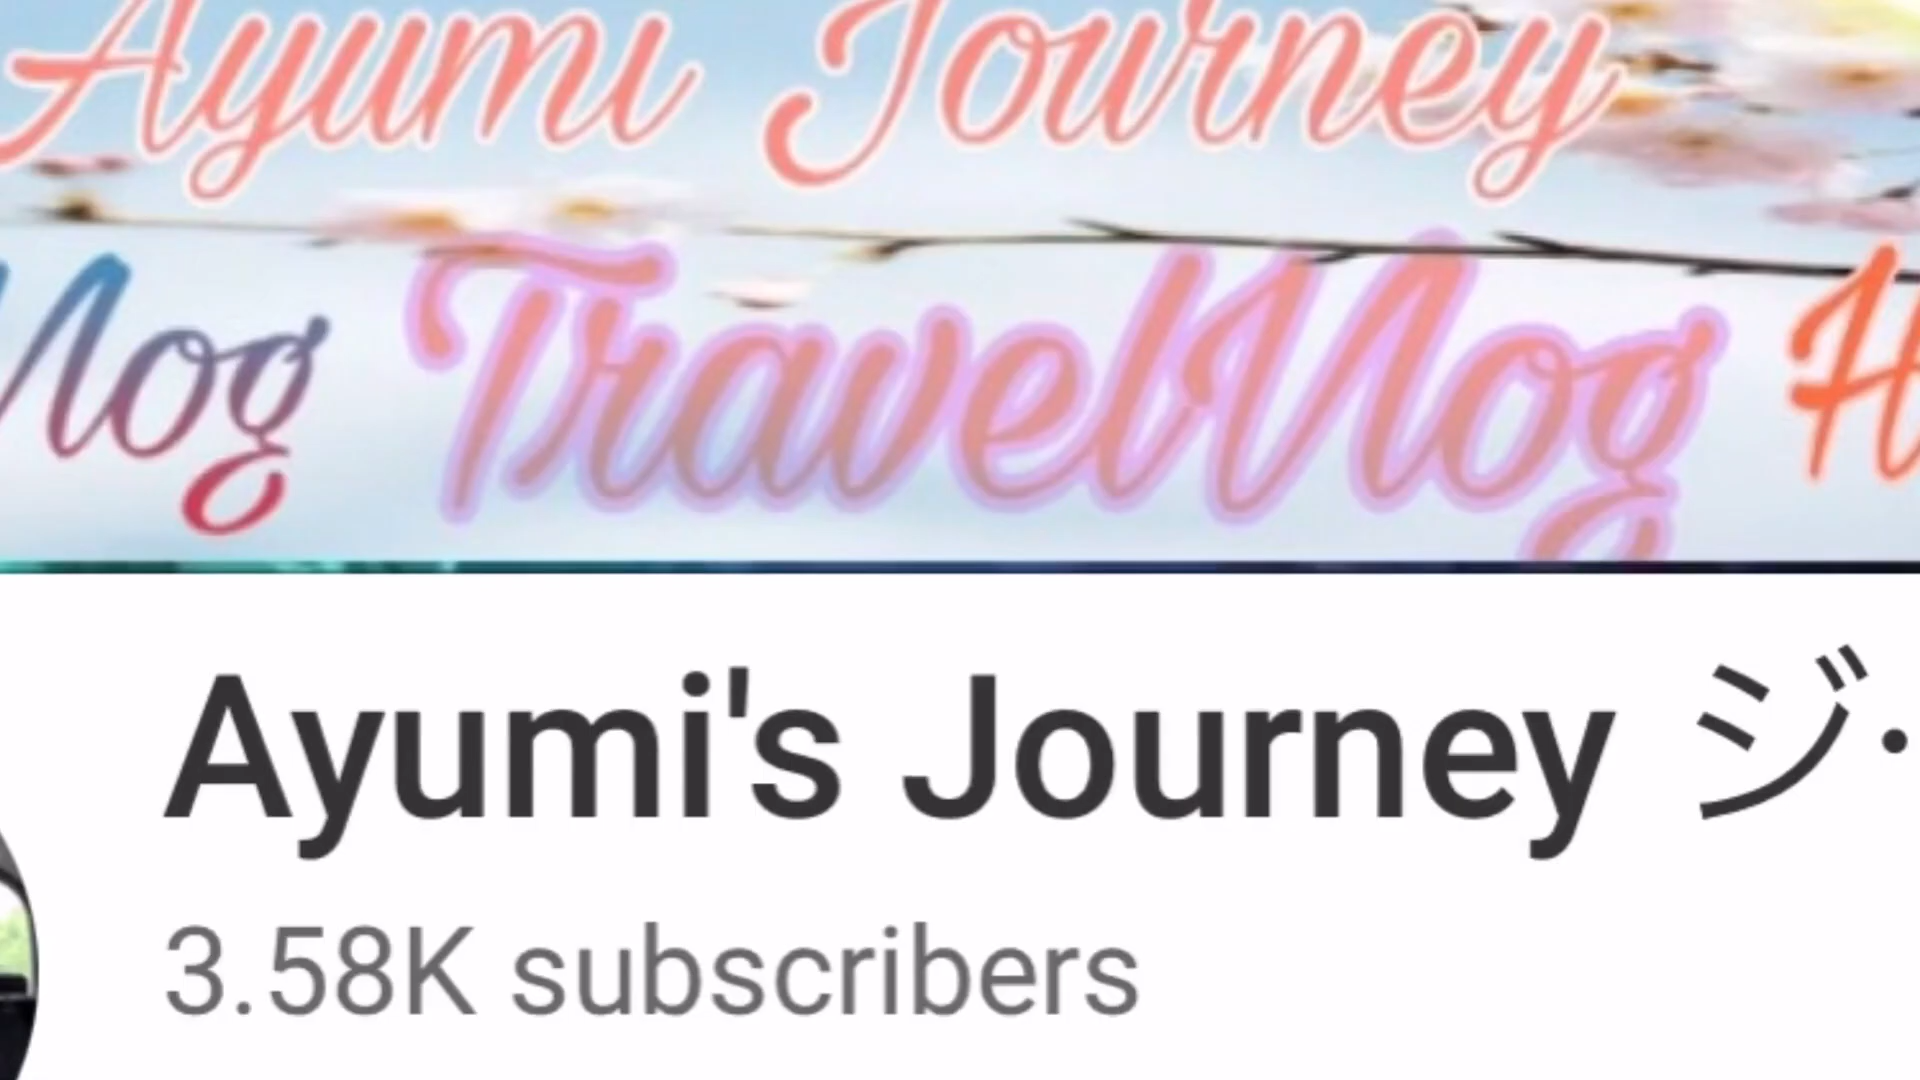 Ayumi Journey
Vlog TravelVlog H
Ayumi's Journey ジ·
3.58K subscribers